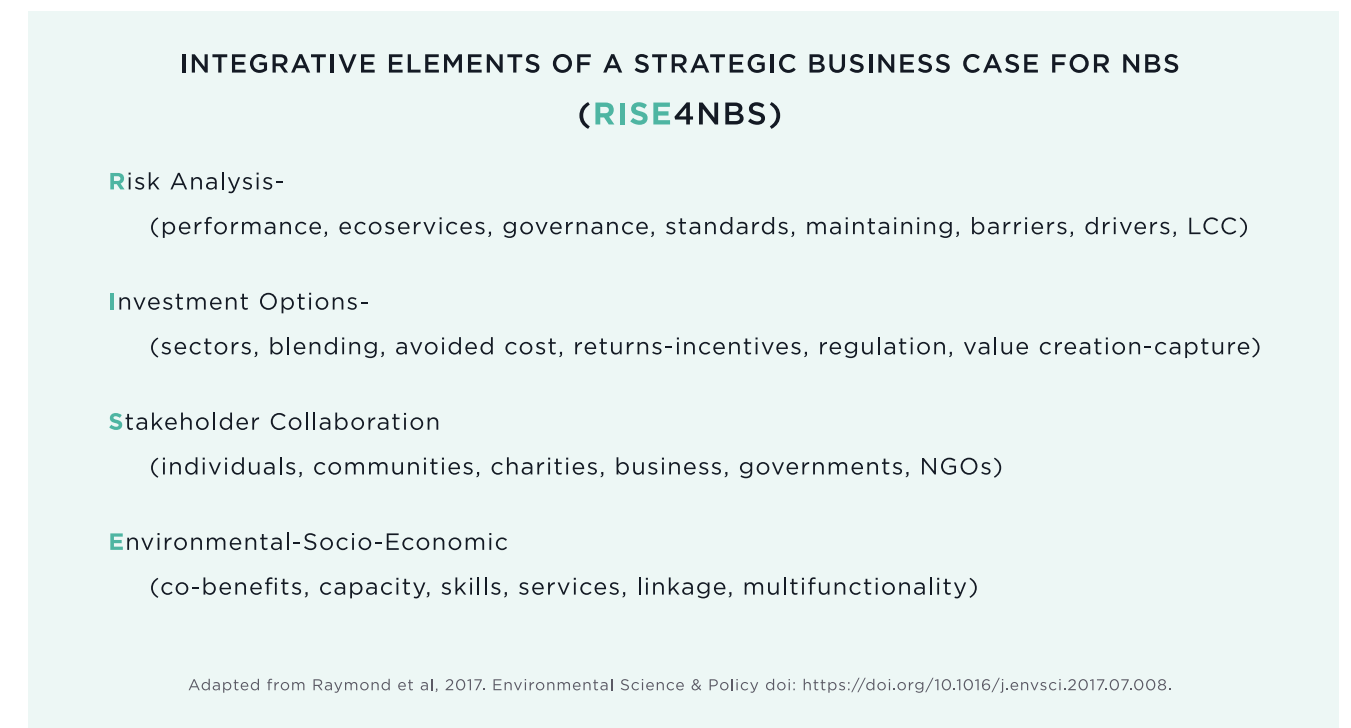 INTEGRATIVE ELEMENTS OF A STRATEGIC BUSINESS CASE FOR NBS
(RISE4NBS)
Risk Analysis-
(performance, ecoservices, governance, standards, maintaining, barriers, drivers, LCC)
Investment Options-
(sectors, blending, avoided cost, returns-incentives, regulation, value creation-capture)
Stakeholder Collaboration
(individuals, communities, charities, business, governments, NGOs)
Environmental-Socio-Economic
(co-benefits, capacity, skills, services, linkage, multifunctionality)
Adapted from Raymond et al, 2017. Environmental Science & Policy doi: https://doi.org/10.1016/j.envsci.2017.07.008.